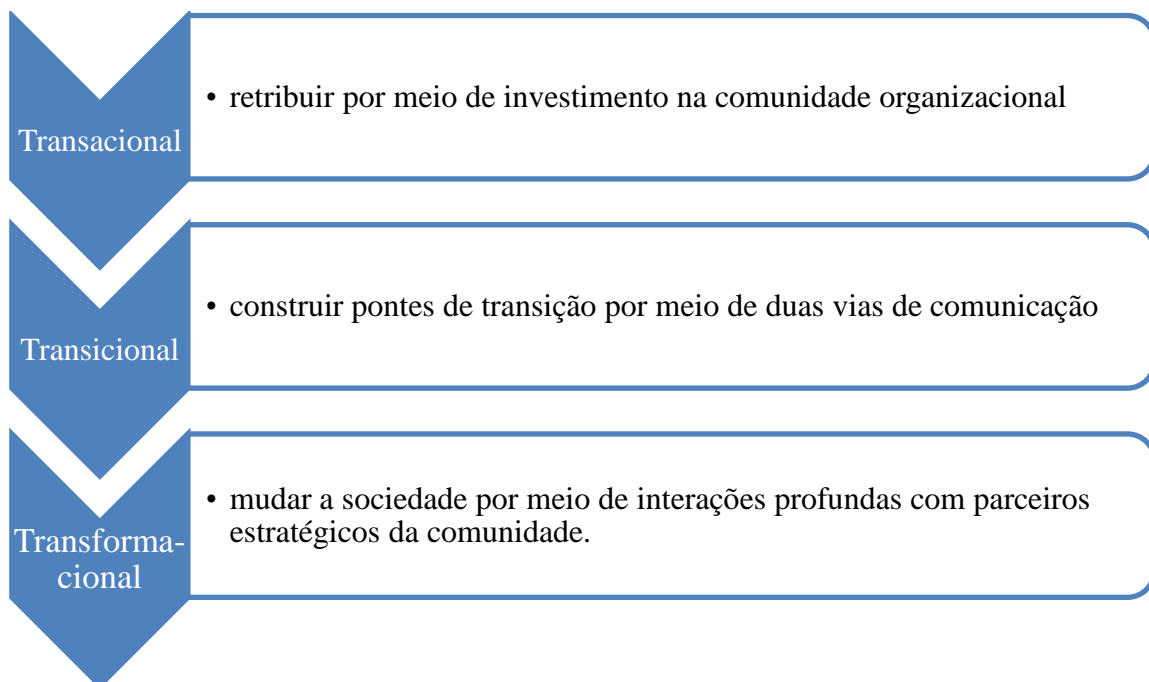 Transacional
• retribuir por meio de investimento na comunidade organizacional
Transicional
• construir pontes de transição por meio de duas vias de comunicação
Transforma-
cional
• mudar a sociedade por meio de interações profundas com parceiros
estratégicos da comunidade.